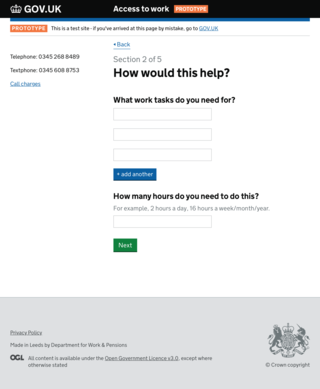 GOV.UK
Access to work PROTOTYPE
PROTOTYPE This is a test site - if you've arrived at this page by mistake, go to GOV.UK
Back
Telephone: 0345 268 8489
Textphone: 0345 608 8753
Call charges
Section 2 of 5
How would this help?
What work tasks do you need for?
+ add another
How many hours do you need to do this?
For example, 2 hours a day, 16 hours a week/month/year.
Next
Privacy Policy
Made in Leeds by Department for Work & Pensions
OGL All content is available under the Open Government Licence v3.0, except where
otherwise stated
© Crown copyright